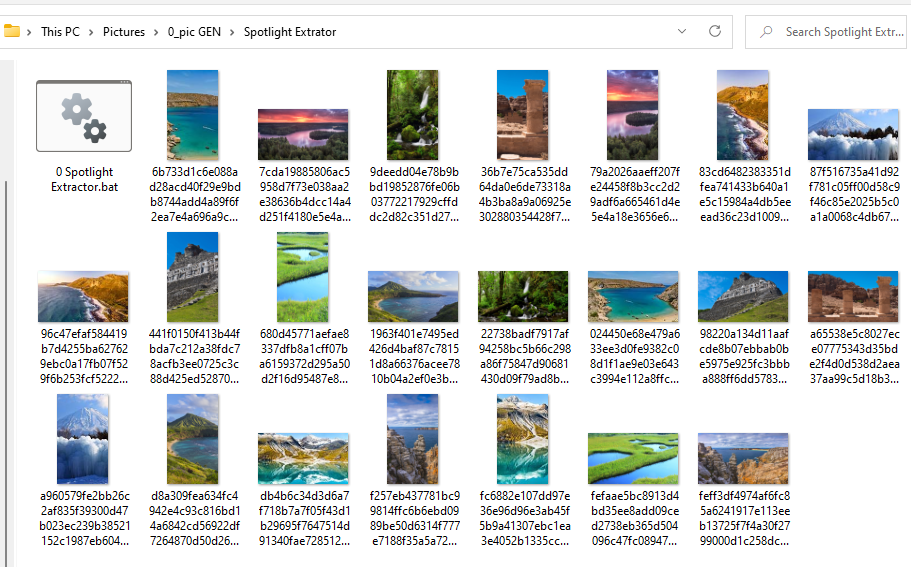 This PC > Pictures > 0_pic GEN > Spotlight Extrator
Search Spotlight Extr...
0 Spotlight
Extractor.bat
6b733d1c6e088a
d28acd40f29e9bd
b8744add4a89f6f
2ea7e4a696a9c...
7cda19885806ac5
958d7f73e038aa2
e38636b4dcc14a4
d251f4180e5e4a...
9deedd04e78b9b
bd19852876fe06b
03772217929cffd
dc2d82c351d27...
36b7e75ca535dd
64da0e6de73318a
4b3ba8a9a06925e
302880354428f7...
79a2026aaeff207f
e24458f8b3cc2d2
9adf6a665461d4e
5e4a18e3656e6...
83cd6482383351d
fea741433b640a1
e5c15984a4db5ee
ead36c23d1009...
87f516735a41d92
f781c05ff00d58c9
f46c85e2025b5c0
a1a0068c4db67...
96c47efaf584419
b7d4255ba62762
9ebc0a17fb07f52
9f6b253fcf5222...
441f0150f413b44f
bda7c212a38fdc7
8acfb3ee0725c3c
88d425ed52870...
680d45771aefae8
337dfb8a1cff07b
a6159372d295a50
d2f16d95487e8...
1963f401e7495ed
426d4baf87c7815
1d8a66376acee78
10b04a2ef0e3b...
22738badf7917af
94258bc5b66c298
a86f75847d90681
430d09f79ad8b...
024450e68e479a6
33ee3d0fe9382c0
8d1f1ae9e03e643
c3994e112a8ffc...
98220a134d11aaf
cde8b07ebbab0b
e5975e925fc3bbb
a888ff6dd5783...
a65538e5c8027ec
e07775343d35bd
e2f4d0d538d2aea
37aa99c5d18b3...
a960579fe2bb26c
2af835f39300d47
b023ec239b38521
152c1987eb604...
d8a309fea634fc4
942e4c93c816bd1
4a6842cd56922df
7264870d50d26...
db4b6c34d3d6a7
f718b7a7f05f43d1
b29695f7647514d
91340fae728512...
f257eb437781bc9
9814ffc6b6ebd09
89be50d6314f777
e7188f35a5a72...
fc6882e107dd97e
36e96d96e3ab45f
5b9a41307ebc1ea
3e4052b1335cc...
fefaae5bc8913d4
bd35ee8add09ce
d2738eb365d504
096c47fc08947...
feff3df4974af6fc8
5a6241917e113ee
b13725f7f4a30f27
99000d1c258dc...